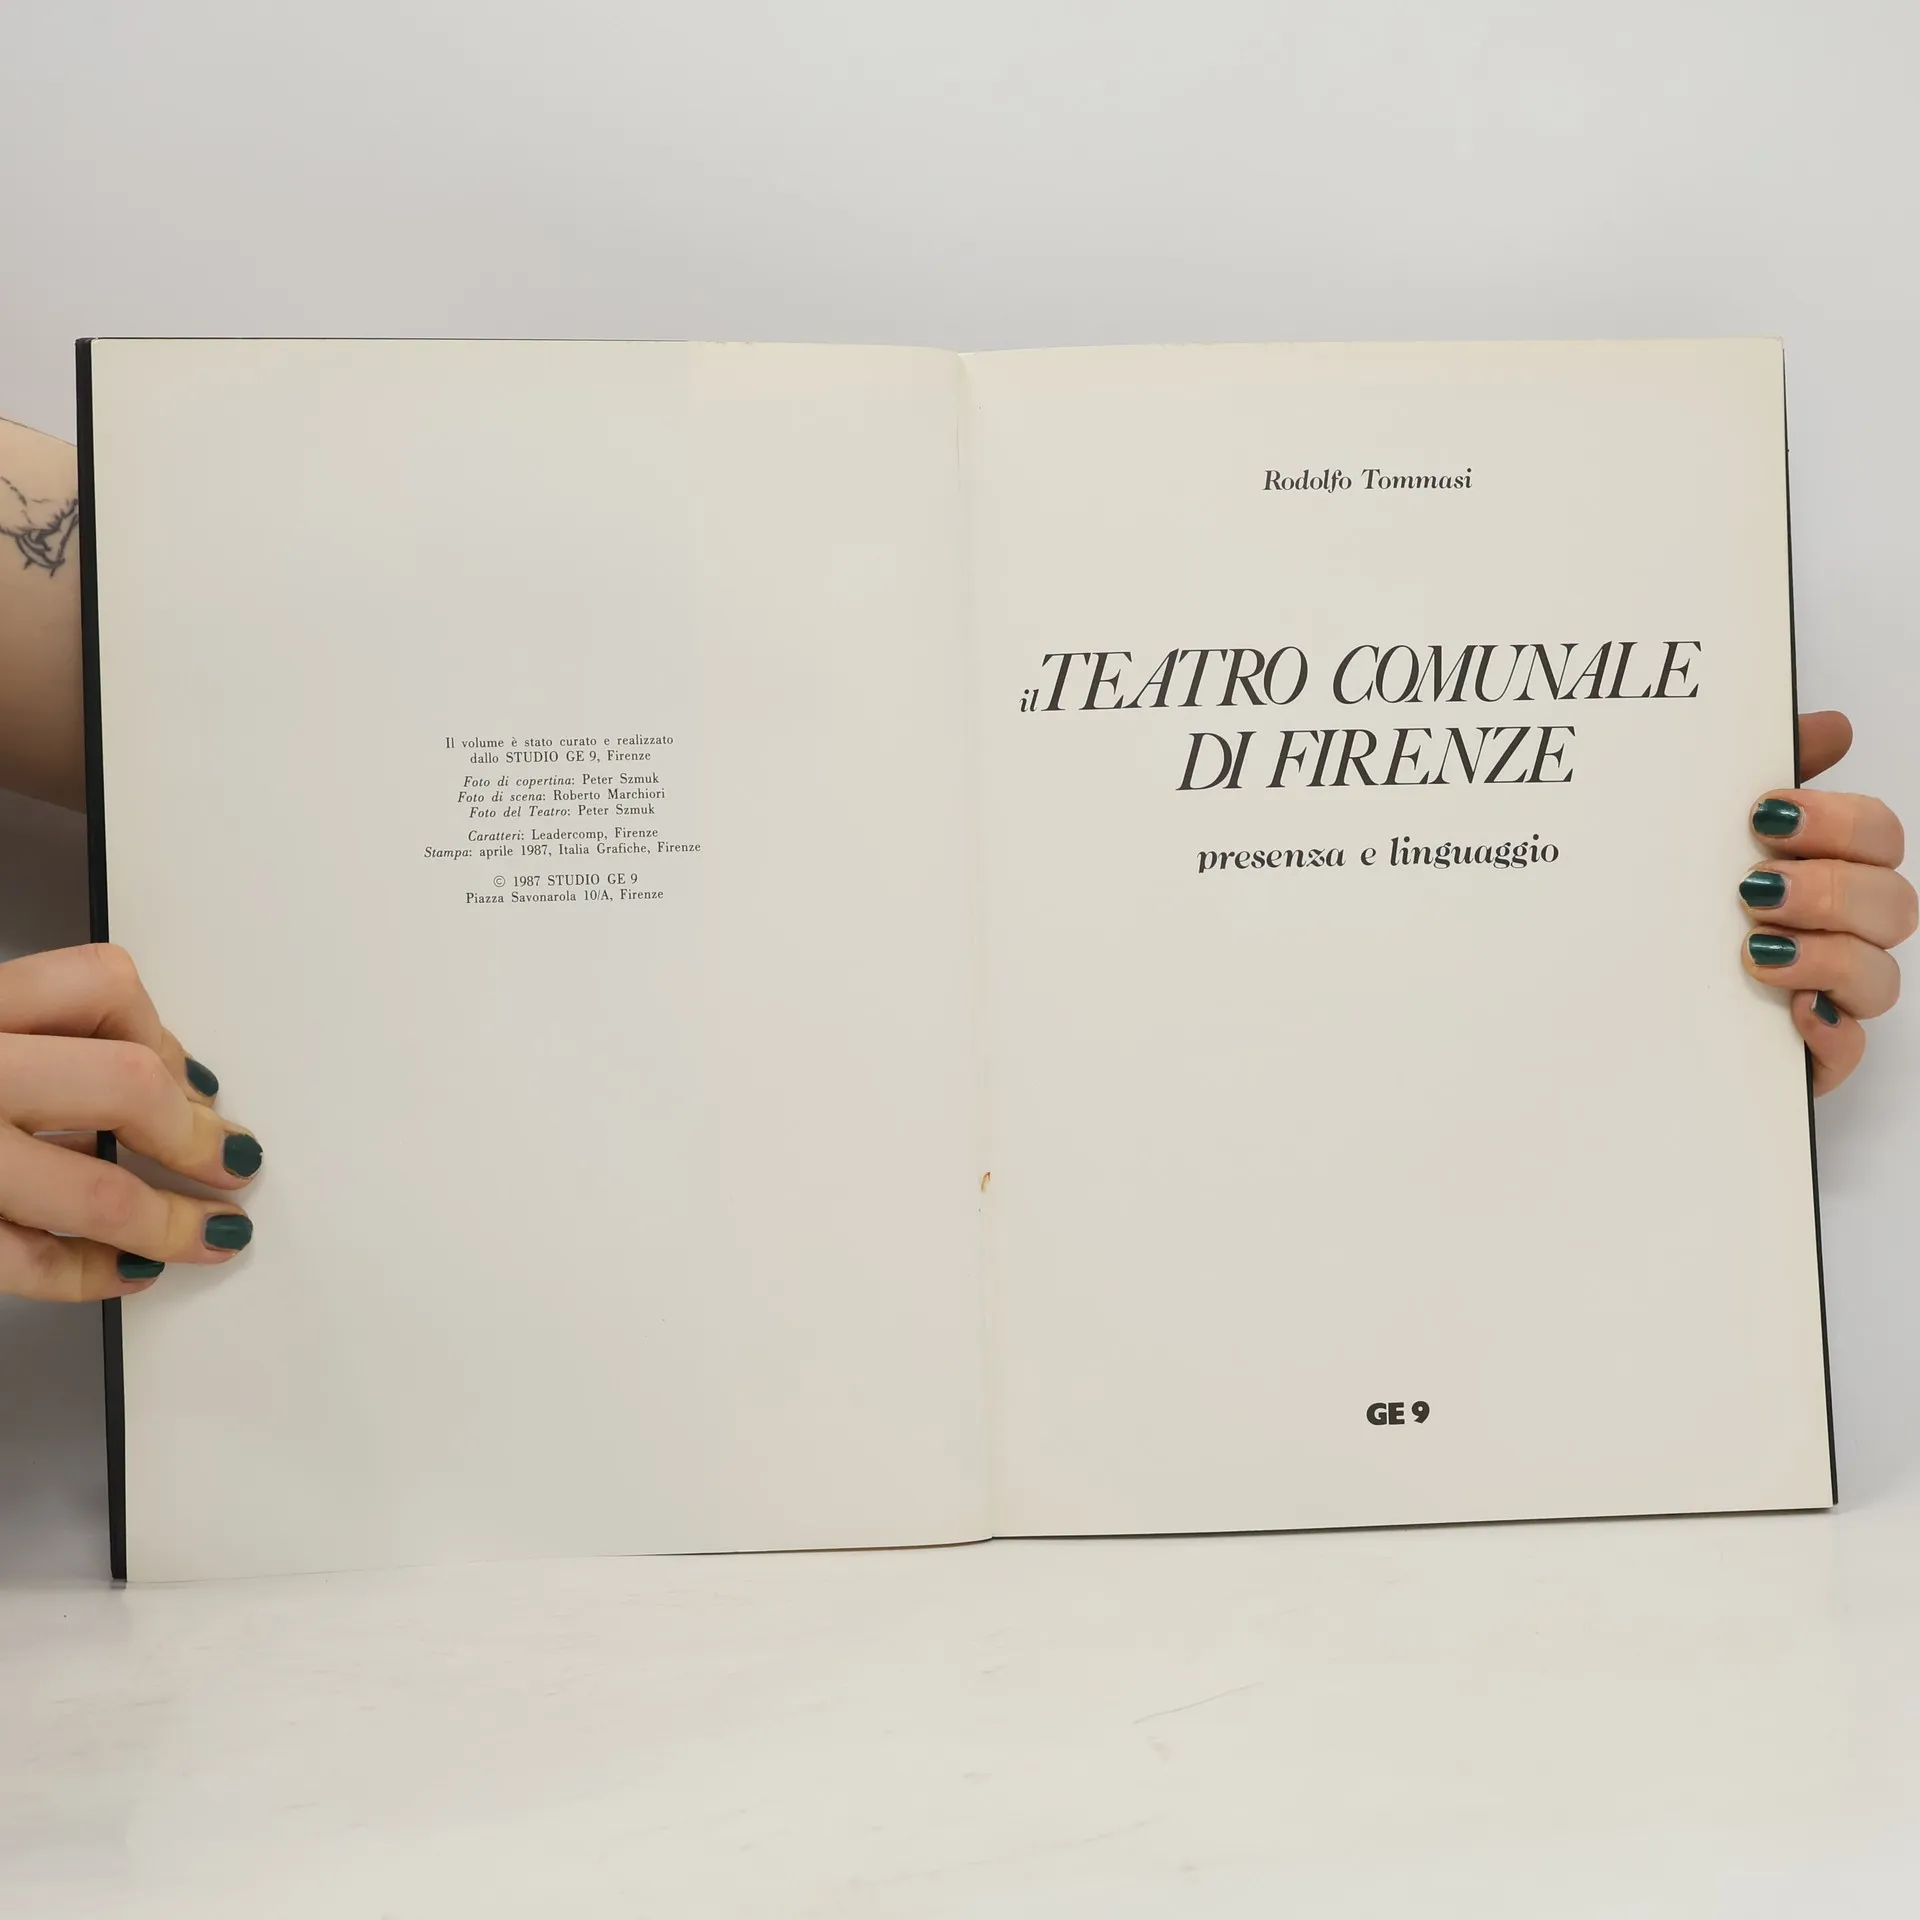 Il volume è stato curato e realizzato
dallo STUDIO GE 9, Firenze
Foto di copertina: Peter Szmuk
Foto di scena: Roberto Marchiori
Foto del Teatro: Peter Szmuk
Caratteri: Leadercomp, Firenze
Stampa: aprile 1987, Italia Grafiche, Firenze
© 1987 STUDIO GE 9
Piazza Savonarola 10/A, Firenze
Rodolfo Tommasi
il TEATRO COMUNALE
DI FIRENZE
presenza e linguaggio
GE 9